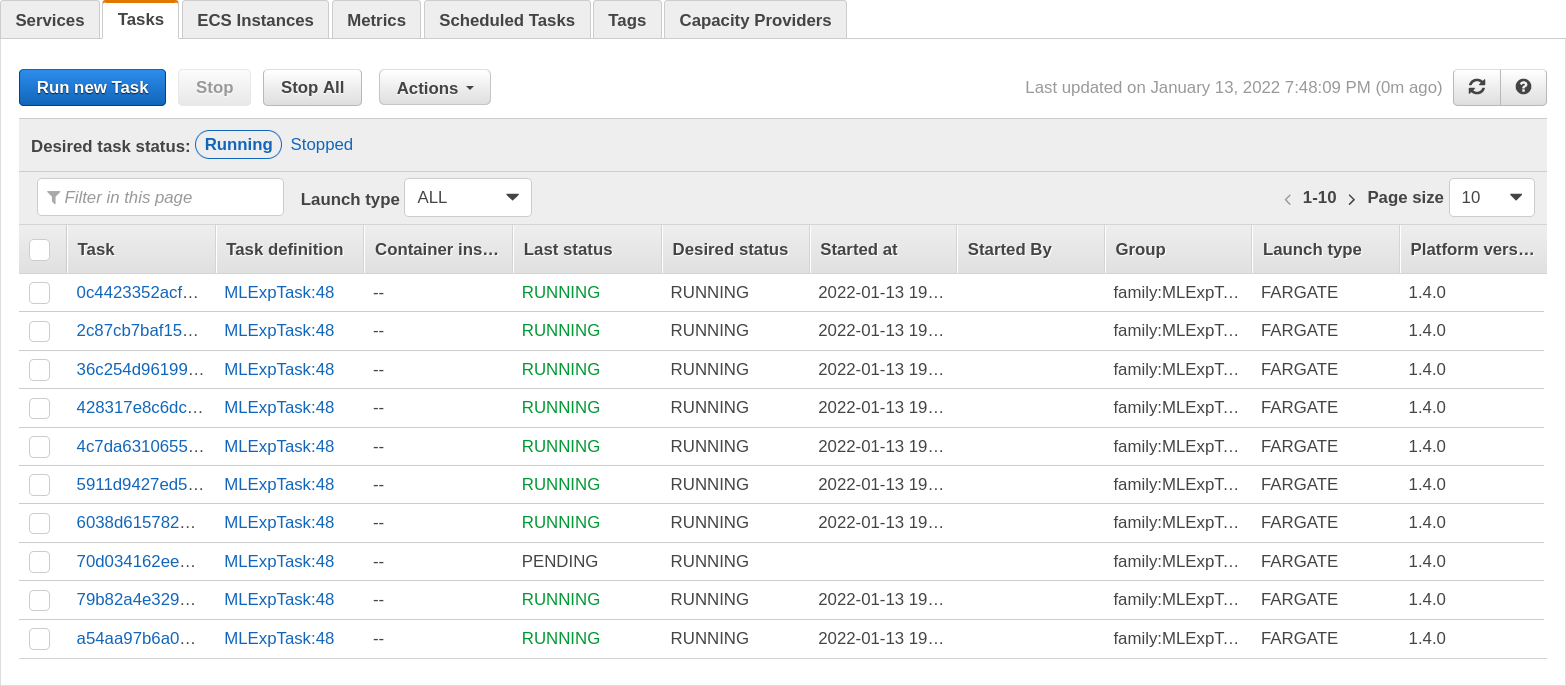 Services Tasks ECS Instances Metrics Scheduled Tasks Tags Capacity Providers
Run new Task Stop Stop All Actions Last updated on January 13, 2022 7:48:09 PM (0m ago)
Desired task status: Running Stopped
Filter in this page Launch type ALL 1-10 Page size 10
Task Task definition Container ins… Last status Desired status Started at Started By Group Launch type Platform vers…
0c4423352acf… MLExpTask:48 -- RUNNING RUNNING 2022-01-13 19… family:MLExpT… FARGATE 1.4.0
2c87cb7baf15… MLExpTask:48 -- RUNNING RUNNING 2022-01-13 19… family:MLExpT… FARGATE 1.4.0
36c254d96199… MLExpTask:48 -- RUNNING RUNNING 2022-01-13 19… family:MLExpT… FARGATE 1.4.0
428317e8c6dc… MLExpTask:48 -- RUNNING RUNNING 2022-01-13 19… family:MLExpT… FARGATE 1.4.0
4c7da6310655… MLExpTask:48 -- RUNNING RUNNING 2022-01-13 19… family:MLExpT… FARGATE 1.4.0
5911d9427ed5… MLExpTask:48 -- RUNNING RUNNING 2022-01-13 19… family:MLExpT… FARGATE 1.4.0
6038d615782… MLExpTask:48 -- RUNNING RUNNING 2022-01-13 19… family:MLExpT… FARGATE 1.4.0
70d034162ee… MLExpTask:48 -- PENDING RUNNING family:MLExpT… FARGATE 1.4.0
79b82a4e329… MLExpTask:48 -- RUNNING RUNNING 2022-01-13 19… family:MLExpT… FARGATE 1.4.0
a54aa97b6a0… MLExpTask:48 -- RUNNING RUNNING 2022-01-13 19… family:MLExpT… FARGATE 1.4.0